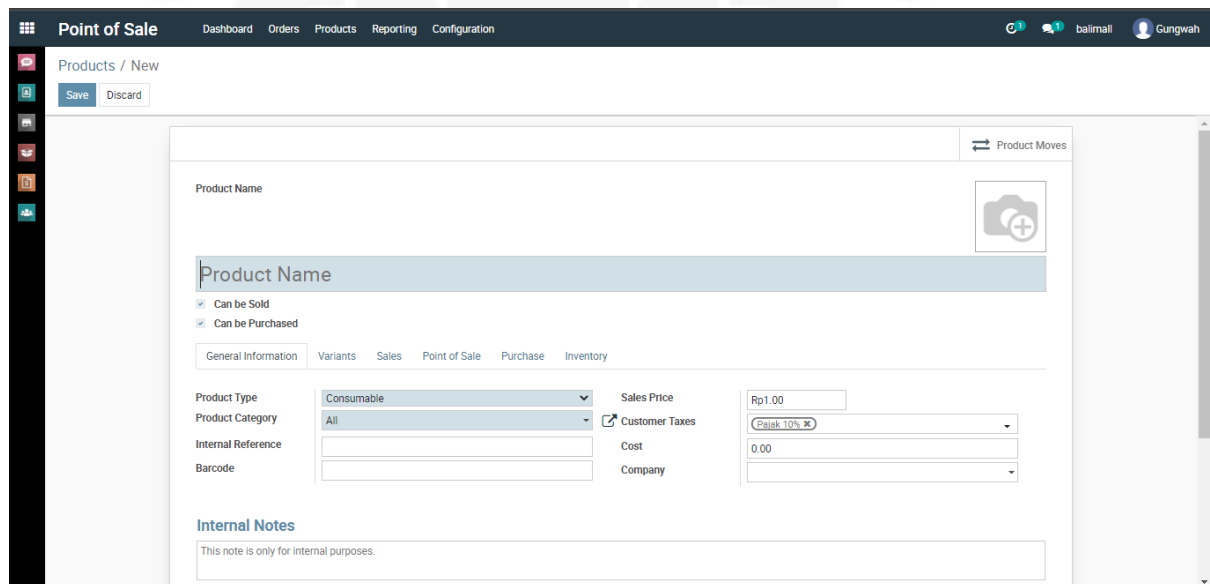 Point of Sale Dashboard Orders Products Reporting Configuration 1 1 balimall Gungwah
Products / New
Save Discard
Product Moves
Product Name
Product Name
Can be Sold
Can be Purchased
General Information Variants Sales Point of Sale Purchase Inventory
Product Type Consumable Sales Price Rp1.00
Product Category All Customer Taxes Pajak 10% ✖
Internal Reference Cost 0.00
Barcode Company
Internal Notes
This note is only for internal purposes.